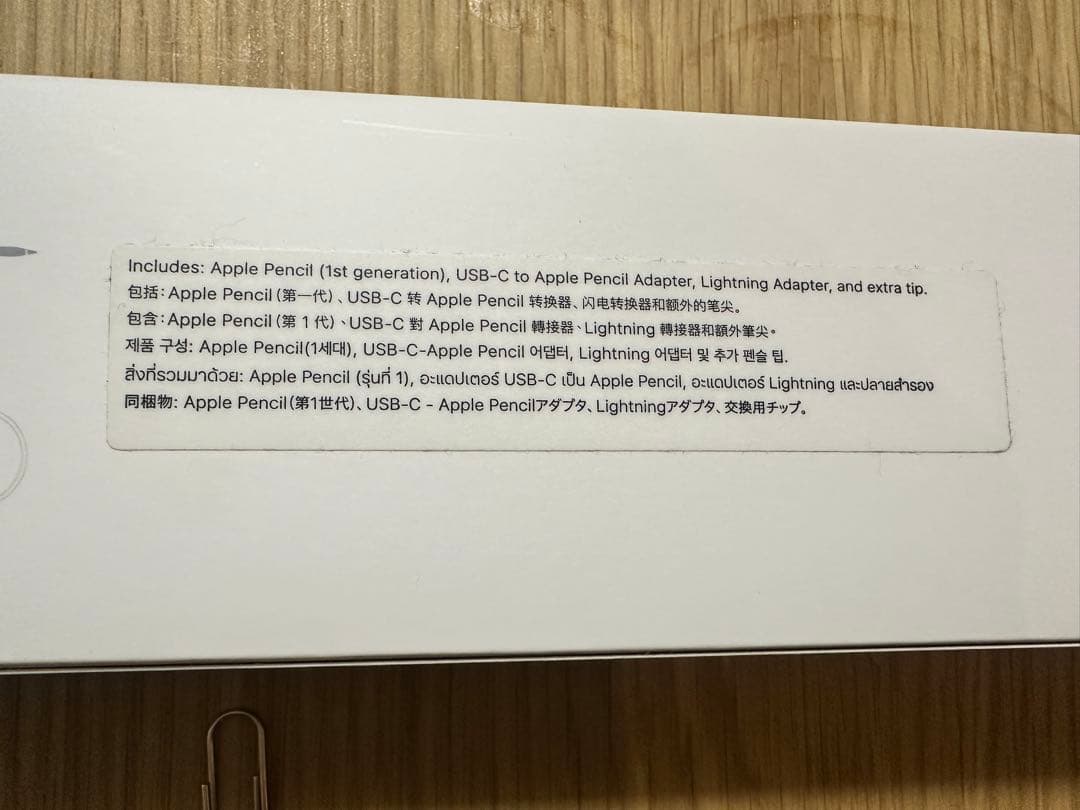 Includes: Apple Pencil (1st generation), USB-C to Apple Pencil Adapter, Lightning Adapter, and extra tip.
包括：Apple Pencil（第一代）、USB-C 转 Apple Pencil 转换器、闪电转换器和额外的笔尖。
包含：Apple Pencil（第 1 代）、USB-C 對 Apple Pencil 轉接器、Lightning 轉接器和額外筆尖。
제품 구성: Apple Pencil(1세대), USB-C-Apple Pencil 어댑터, Lightning 어댑터 및 추가 펜슬 팁.
สิ่งที่รวมมาด้วย: Apple Pencil (รุ่นที่ 1), อะแดปเตอร์ USB-C เป็น Apple Pencil, อะแดปเตอร์ Lightning และปลายสำรอง
同梱物: Apple Pencil（第1世代）、USB-C - Apple Pencilアダプタ、Lightningアダプタ、交換用チップ。